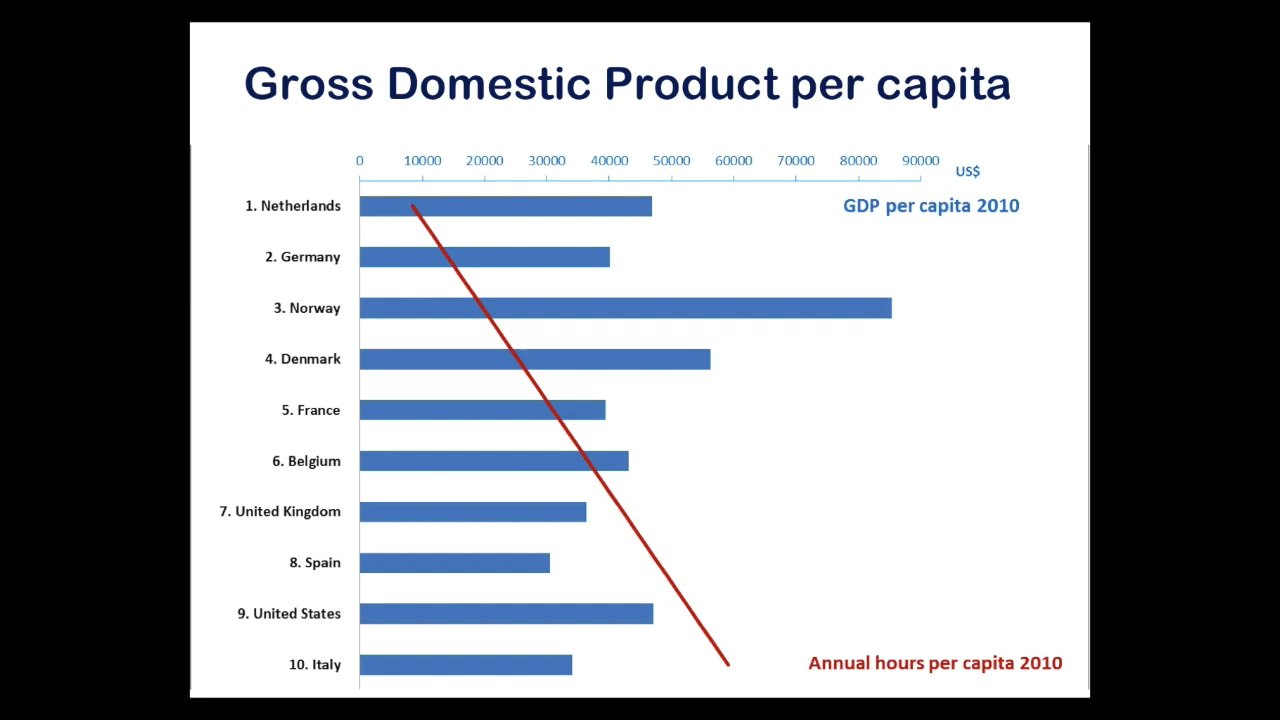 Gross Domestic Product per capita
0 10000 20000 30000 40000 50000 60000 70000 80000 90000
US$
1. Netherlands
GDP per capita 2010
2. Germany
3. Norway
4. Denmark
5. France
6. Belgium
7. United Kingdom
8. Spain
9. United States
10. Italy
Annual hours per capita 2010